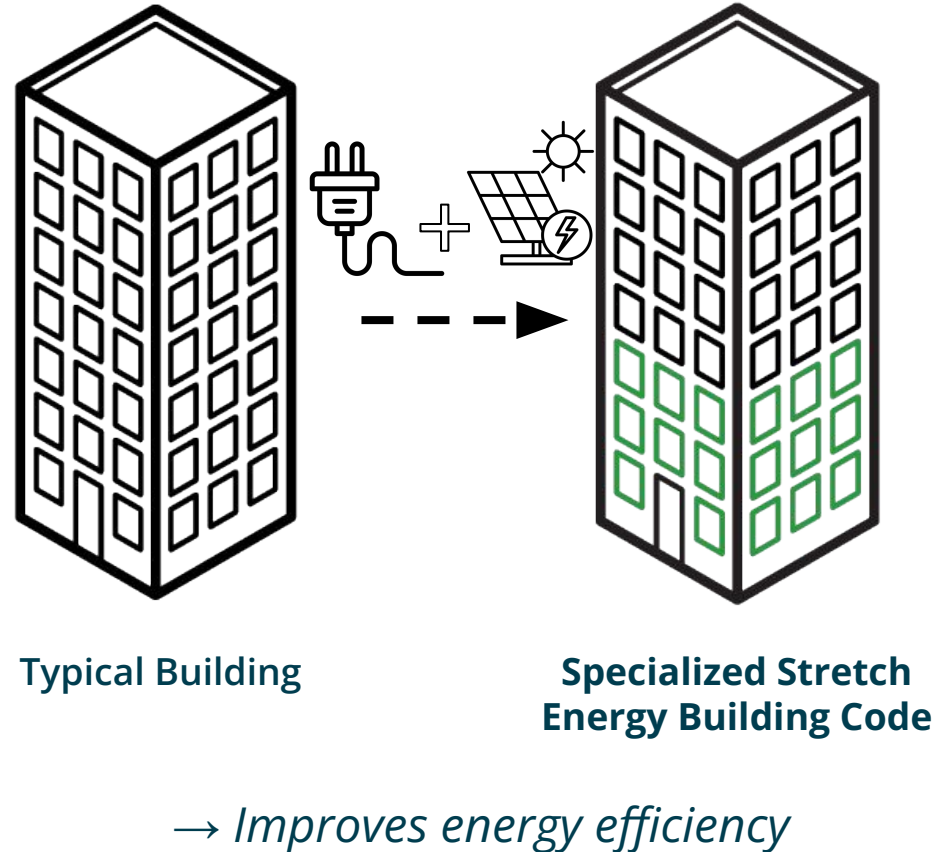 Typical Building
Specialized Stretch
Energy Building Code
→ Improves energy efficiency